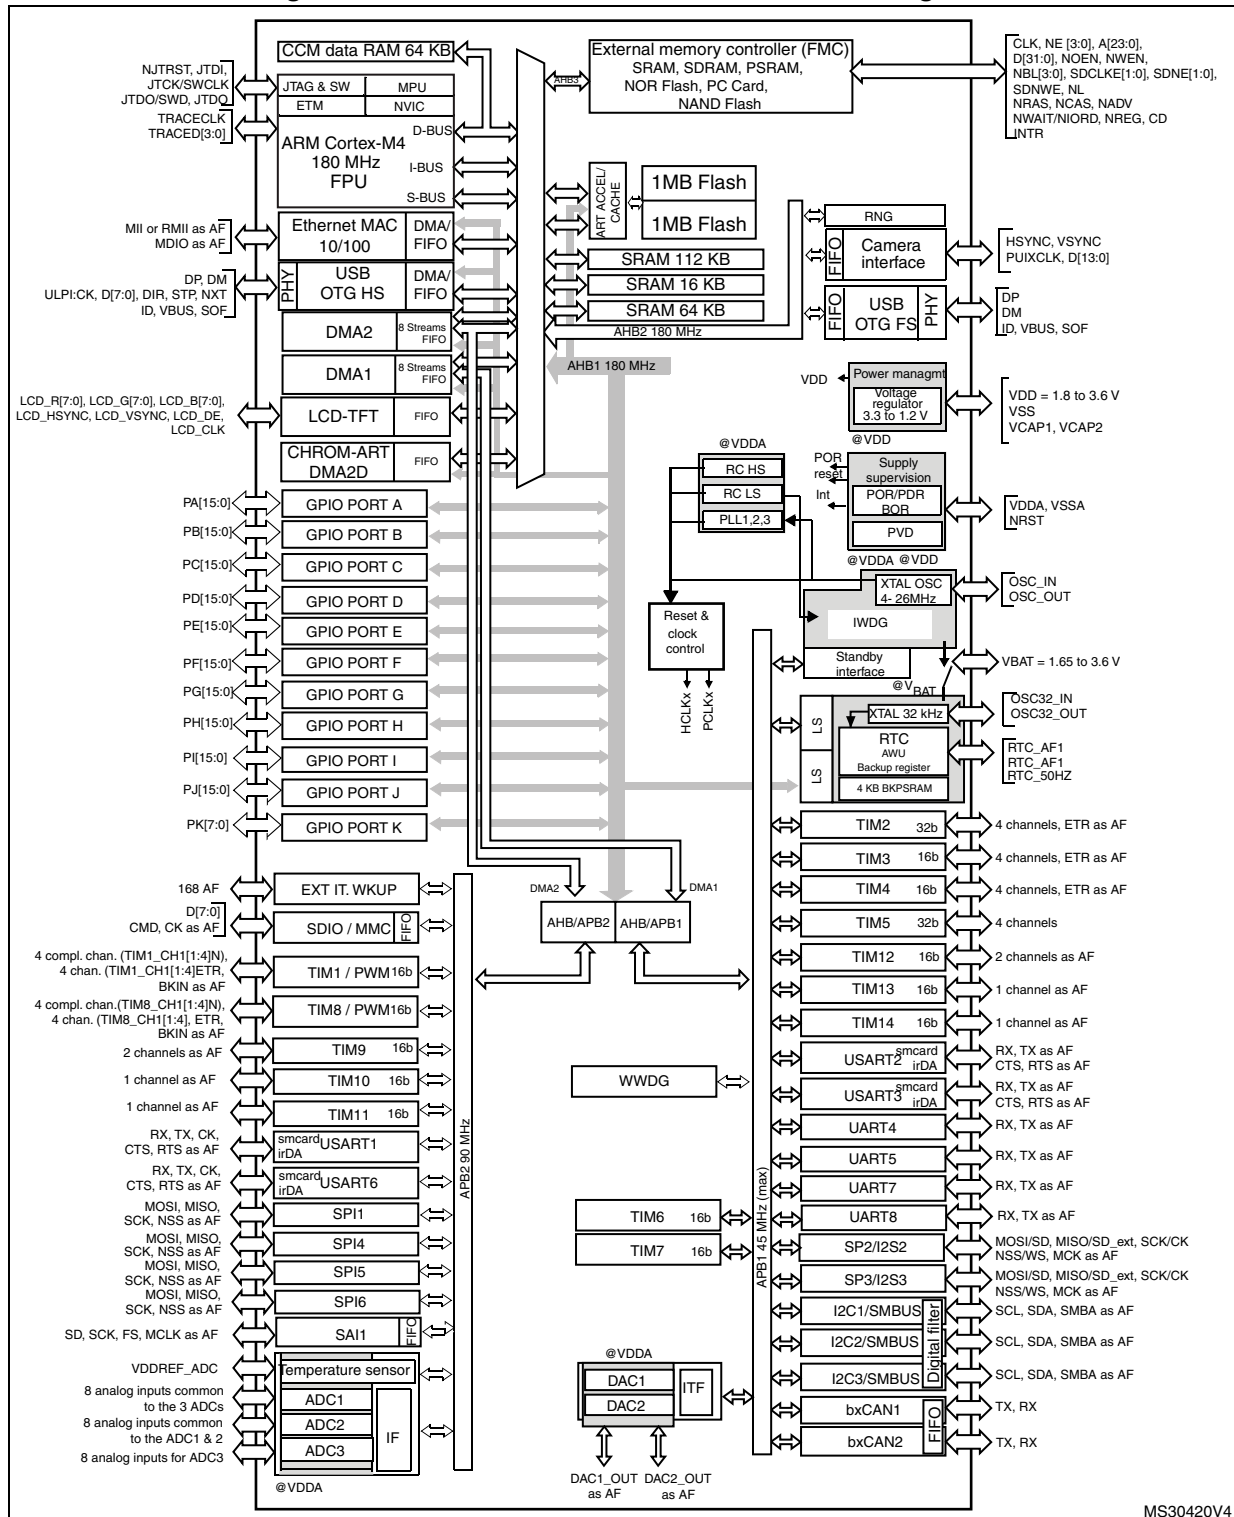 CCM data RAM 64 KB
External memory controller (FMC)
SRAM, SDRAM, PSRAM,
NOR Flash, PC Card,
NAND Flash
AHB3
CLK, NE [3:0], A[23:0],
D[31:0], NOEN, NWEN,
NBL[3:0], SDCLKE[1:0], SDNE[1:0],
SDNWE, NL
NRAS, NCAS, NADV
NWAIT/NIORD, NREG, CD
INTR
NJTRST, JTDI,
JTCK/SWCLK
JTDO/SWD, JTDO
JTAG & SW
MPU
ETM
NVIC
TRACECLK
TRACED[3:0]
D-BUS
ARM Cortex-M4
180 MHz
FPU
I-BUS
S-BUS
ART ACCEL/
CACHE
1MB Flash
1MB Flash
MII or RMII as AF
MDIO as AF
Ethernet MAC
10/100
DMA/
FIFO
DP, DM
ULPI:CK, D[7:0], DIR, STP, NXT
ID, VBUS, SOF
PHY
USB
OTG HS
DMA/
FIFO
SRAM 112 KB
SRAM 16 KB
SRAM 64 KB
AHB2 180 MHz
AHB1 180 MHz
RNG
FIFO
Camera
interface
HSYNC, VSYNC
PUIXCLK, D[13:0]
FIFO
USB
OTG FS
PHY
DP
DM
ID, VBUS, SOF
DMA2
8 Streams
FIFO
DMA1
8 Streams
FIFO
LCD_R[7:0], LCD_G[7:0], LCD_B[7:0],
LCD_HSYNC, LCD_VSYNC, LCD_DE,
LCD_CLK
LCD-TFT
FIFO
CHROM-ART
DMA2D
FIFO
VDD
Power managmt
Voltage
regulator
3.3 to 1.2 V
@VDD
VDD = 1.8 to 3.6 V
VSS
VCAP1, VCAP2
@VDDA
RC HS
RC LS
PLL1,2,3
POR
reset
Int
Supply
supervision
POR/PDR
BOR
PVD
@VDDA @VDD
VDDA, VSSA
NRST
XTAL OSC
4- 26MHz
OSC_IN
OSC_OUT
IWDG
Reset &
clock
control
HCLKx
PCLKx
Standby
interface
VBAT = 1.65 to 3.6 V
@VBAT
LS
LS
XTAL 32 kHz
OSC32_IN
OSC32_OUT
RTC
AWU
Backup register
4 KB BKPSRAM
RTC_AF1
RTC_AF1
RTC_50HZ
PA[15:0]
GPIO PORT A
PB[15:0]
GPIO PORT B
PC[15:0]
GPIO PORT C
PD[15:0]
GPIO PORT D
PE[15:0]
GPIO PORT E
PF[15:0]
GPIO PORT F
PG[15:0]
GPIO PORT G
PH[15:0]
GPIO PORT H
PI[15:0]
GPIO PORT I
PJ[15:0]
GPIO PORT J
PK[7:0]
GPIO PORT K
DMA2
DMA1
AHB/APB2
AHB/APB1
168 AF
EXT IT. WKUP
D[7:0]
CMD, CK as AF
SDIO / MMC
FIFO
4 compl. chan. (TIM1_CH1[1:4]N),
4 chan. (TIM1_CH1[1:4]ETR,
BKIN as AF
TIM1 / PWM 16b
4 compl. chan.(TIM8_CH1[1:4]N),
4 chan. (TIM8_CH1[1:4], ETR,
BKIN as AF
TIM8 / PWM 16b
2 channels as AF
TIM9 16b
1 channel as AF
TIM10 16b
1 channel as AF
TIM11 16b
RX, TX, CK,
CTS, RTS as AF
smcard
irDA
USART1
RX, TX, CK,
CTS, RTS as AF
smcard
irDA
USART6
MOSI, MISO,
SCK, NSS as AF
SPI1
MOSI, MISO,
SCK, NSS as AF
SPI4
MOSI, MISO,
SCK, NSS as AF
SPI5
MOSI, MISO,
SCK, NSS as AF
SPI6
SD, SCK, FS, MCLK as AF
SAI1
FIFO
VDDREF_ADC
Temperature sensor
8 analog inputs common
to the 3 ADCs
ADC1
8 analog inputs common
to the ADC1 & 2
ADC2
8 analog inputs for ADC3
ADC3
IF
@VDDA
APB2 90 MHz
WWDG
TIM6 16b
TIM7 16b
@VDDA
DAC1
DAC2
ITF
DAC1_OUT
as AF
DAC2_OUT
as AF
APB1 45 MHz (max)
TIM2 32b
4 channels, ETR as AF
TIM3 16b
4 channels, ETR as AF
TIM4 16b
4 channels, ETR as AF
TIM5 32b
4 channels
TIM12 16b
2 channels as AF
TIM13 16b
1 channel as AF
TIM14 16b
1 channel as AF
USART2
smcard
irDA
RX, TX as AF
CTS, RTS as AF
USART3
smcard
irDA
RX, TX as AF
CTS, RTS as AF
UART4
RX, TX as AF
UART5
RX, TX as AF
UART7
RX, TX as AF
UART8
RX, TX as AF
SP2/I2S2
MOSI/SD, MISO/SD_ext, SCK/CK
NSS/WS, MCK as AF
SP3/I2S3
MOSI/SD, MISO/SD_ext, SCK/CK
NSS/WS, MCK as AF
I2C1/SMBUS
SCL, SDA, SMBA as AF
I2C2/SMBUS
SCL, SDA, SMBA as AF
I2C3/SMBUS
SCL, SDA, SMBA as AF
Digital filter
bxCAN1
TX, RX
bxCAN2
TX, RX
FIFO
MS30420V4